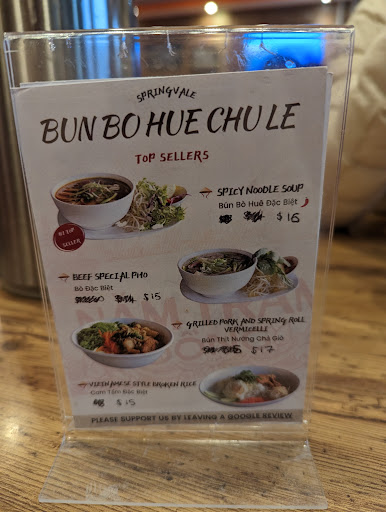 SPRINGVALE
BUN BO HUE CHU LE
TOP SELLERS
SPICY NOODLE SOUP
Bún Bò Huế Đặc Biệt
$16
SELLER
BEEF SPECIAL PHO
Bò Đặc Biệt
$15
GRILLED PORK AND SPRING ROLL
VERMICELLI
Bún Thịt Nướng Chả Giò
$17
VIETNAMESE STYLE BROKEN RICE
Cơm Tấm Đặc Biệt
$15
PLEASE SUPPORT US BY LEAVING A GOOGLE REVIEW